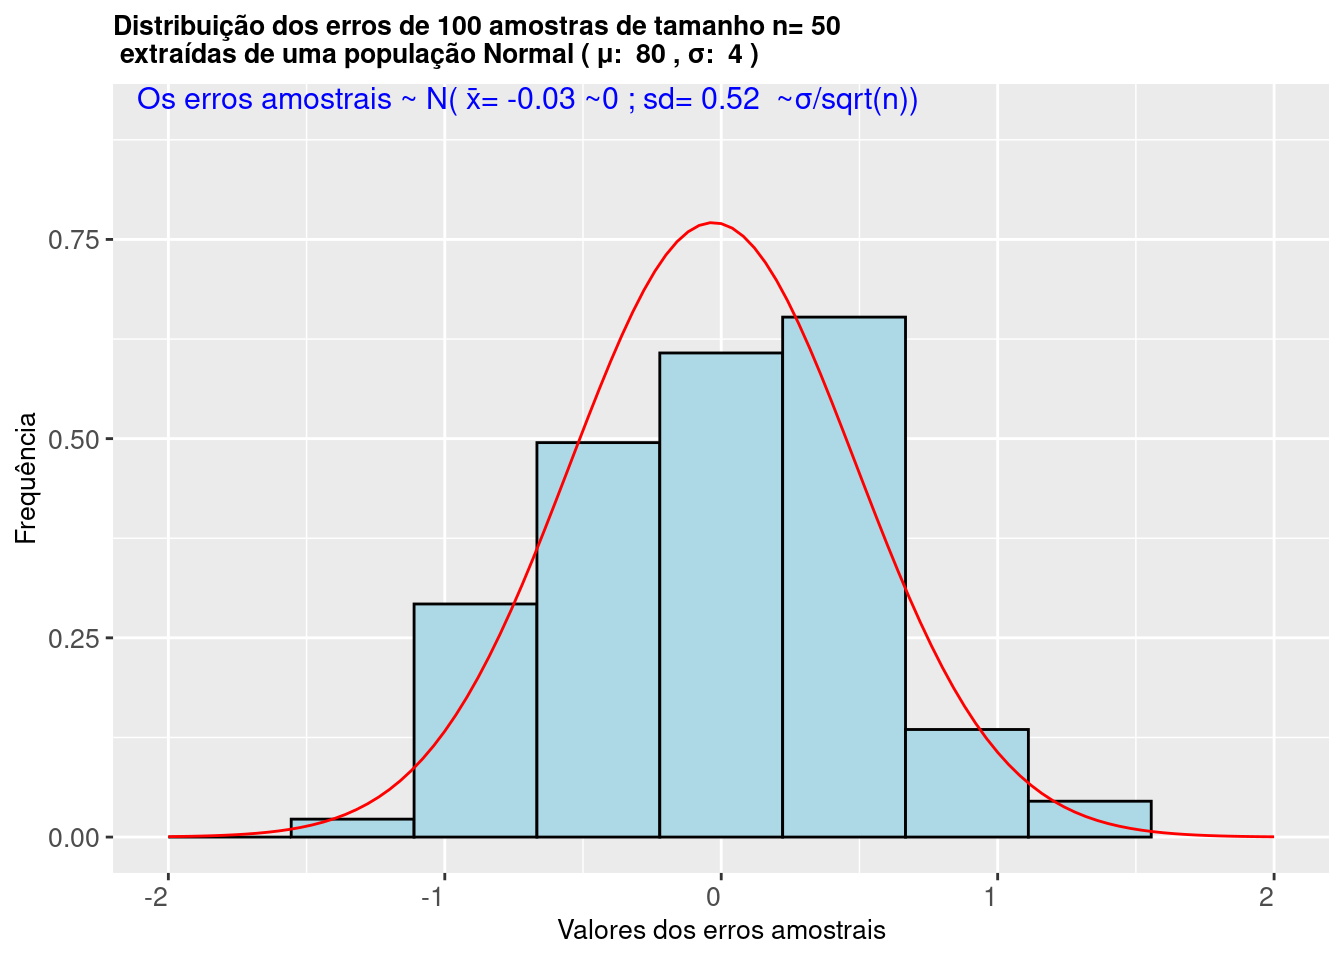 Distribuição dos erros de 100 amostras de tamanho n= 50
extraídas de uma população Normal ( μ:  80 , σ:  4 )
Os erros amostrais ~ N( x̄= -0.03 ~0 ; sd= 0.52  ~σ/sqrt(n))
0.75
0.50
0.25
0.00
Frequência
-2
-1
0
1
2
Valores dos erros amostrais